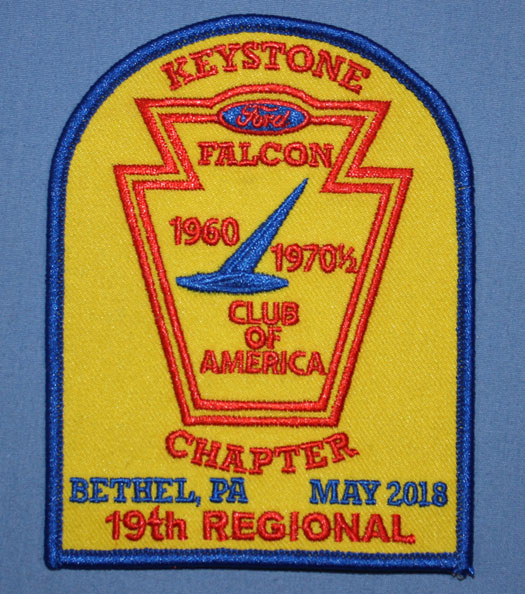 KEYSTONE
Ford
FALCON
1960
1970½
CLUB
OF
AMERICA
CHAPTER
BETHEL, PA MAY 2018
19th REGIONAL